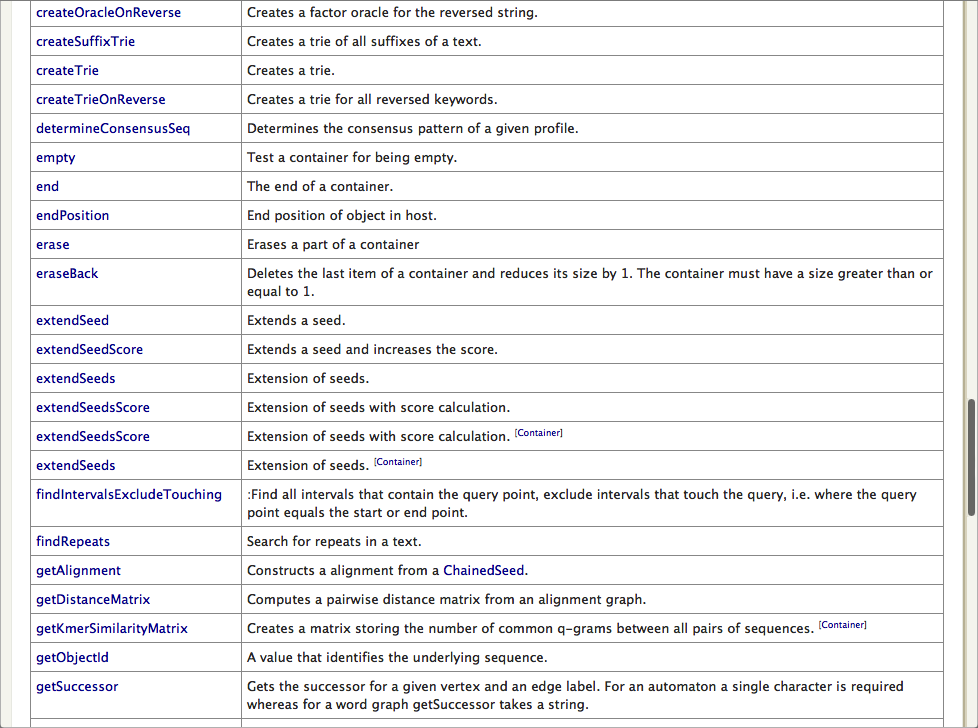 createOracleOnReverse Creates a factor oracle for the reversed string.
createSuffixTrie Creates a trie of all suffixes of a text.
createTrie Creates a trie.
createTrieOnReverse Creates a trie for all reversed keywords.
determineConsensusSeq Determines the consensus pattern of a given profile.
empty Test a container for being empty.
end The end of a container.
endPosition End position of object in host.
erase Erases a part of a container
eraseBack Deletes the last item of a container and reduces its size by 1. The container must have a size greater than or
equal to 1.
extendSeed Extends a seed.
extendSeedScore Extends a seed and increases the score.
extendSeeds Extension of seeds.
extendSeedsScore Extension of seeds with score calculation.
extendSeedsScore Extension of seeds with score calculation. [Container]
extendSeeds Extension of seeds. [Container]
findIntervalsExcludeTouching :Find all intervals that contain the query point, exclude intervals that touch the query, i.e. where the query
point equals the start or end point.
findRepeats Search for repeats in a text.
getAlignment Constructs a alignment from a ChainedSeed.
getDistanceMatrix Computes a pairwise distance matrix from an alignment graph.
getKmerSimilarityMatrix Creates a matrix storing the number of common q-grams between all pairs of sequences. [Container]
getObjectId A value that identifies the underlying sequence.
getSuccessor Gets the successor for a given vertex and an edge label. For an automaton a single character is required
whereas for a word graph getSuccessor takes a string.